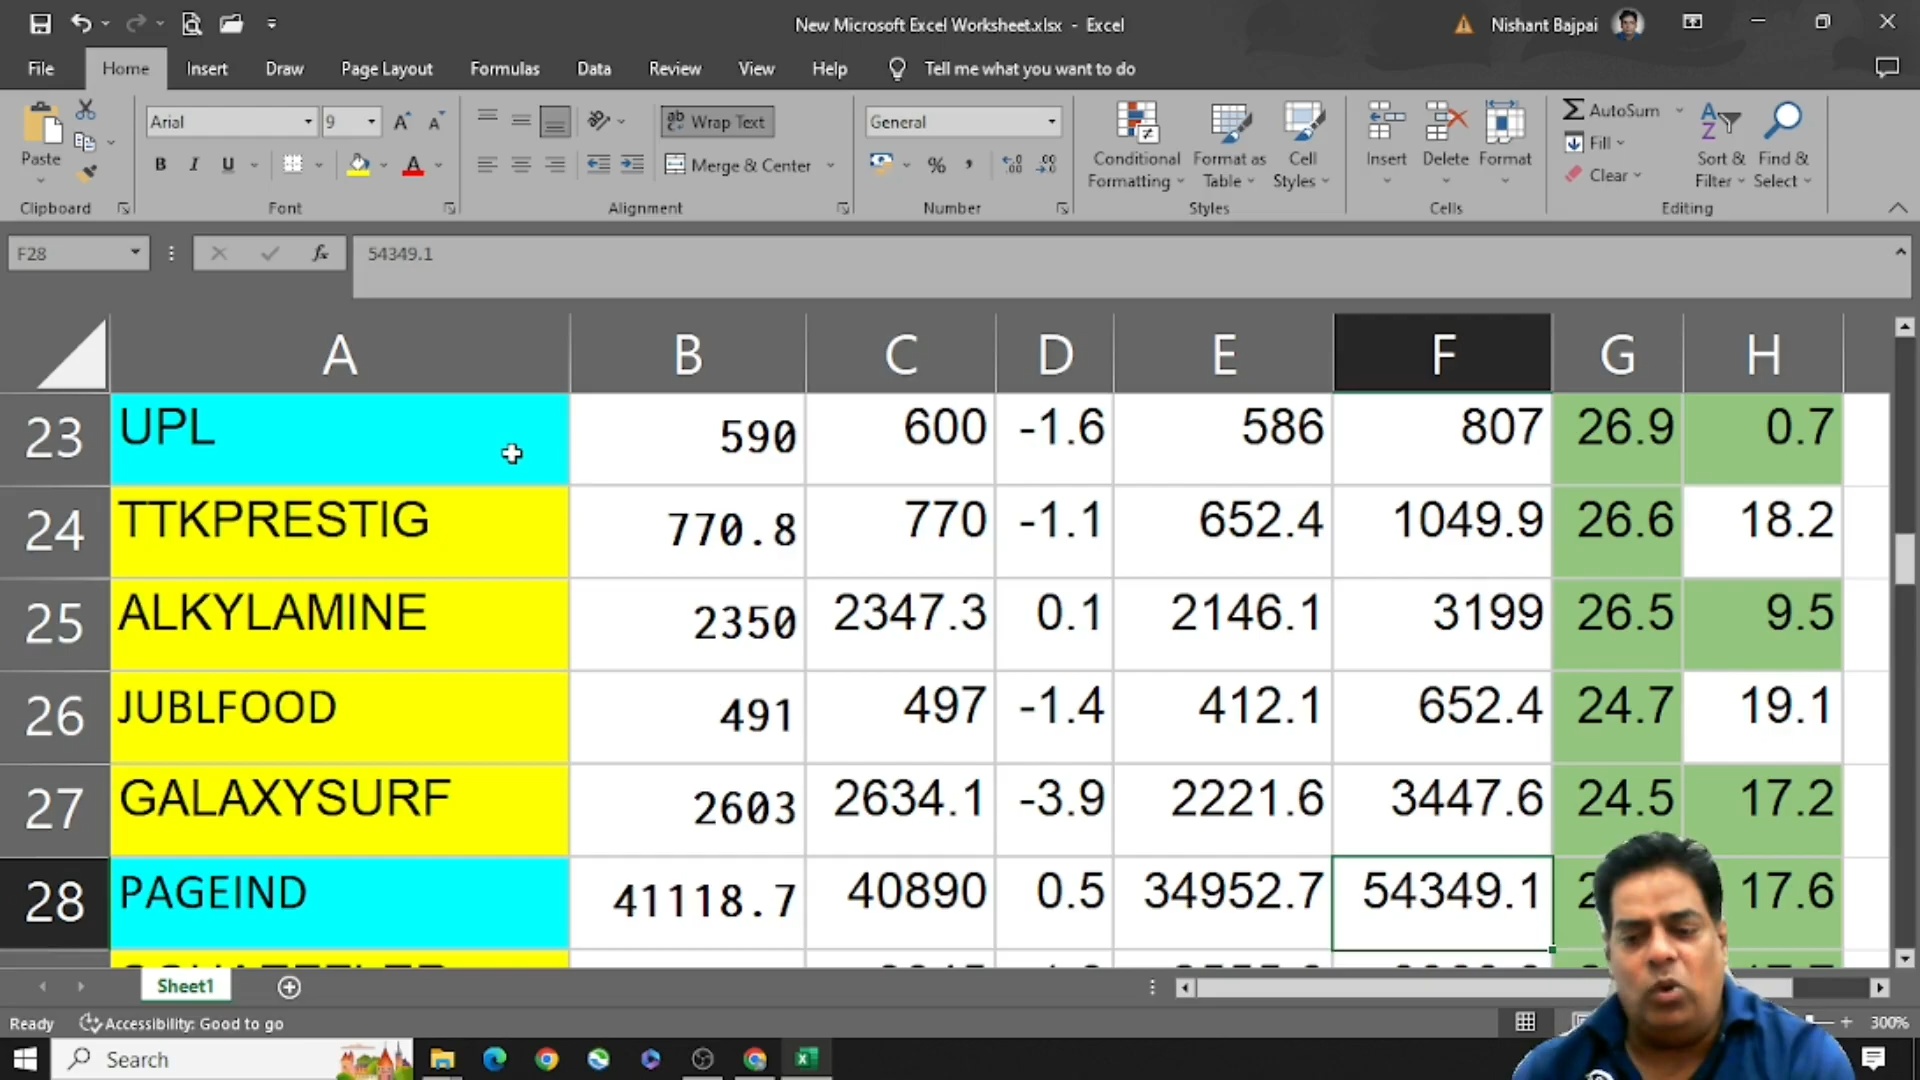 New Microsoft Excel Worksheet.xlsx - Excel
Nishant Bajpai
File Home Insert Draw Page Layout Formulas Data Review View Help Tell me what you want to do
Paste
Clipboard
Arial 9
B I U A
Font
Wrap Text
Merge & Center
Alignment
General
%
Number
Conditional Formatting
Format as Table
Cell Styles
Styles
Insert Delete Format
Cells
AutoSum
Fill
Clear
Sort & Filter
Find & Select
Editing
F28 fx 54349.1
A B C D E F G H
23 UPL 590 600 -1.6 586 807 26.9 0.7
24 TTKPRESTIG 770.8 770 -1.1 652.4 1049.9 26.6 18.2
25 ALKYLAMINE 2350 2347.3 0.1 2146.1 3199 26.5 9.5
26 JUBLFOOD 491 497 -1.4 412.1 652.4 24.7 19.1
27 GALAXYSURF 2603 2634.1 -3.9 2221.6 3447.6 24.5 17.2
28 PAGEIND 41118.7 40890 0.5 34952.7 54349.1 17.6
Sheet1
Ready Accessibility: Good to go 300%
Search